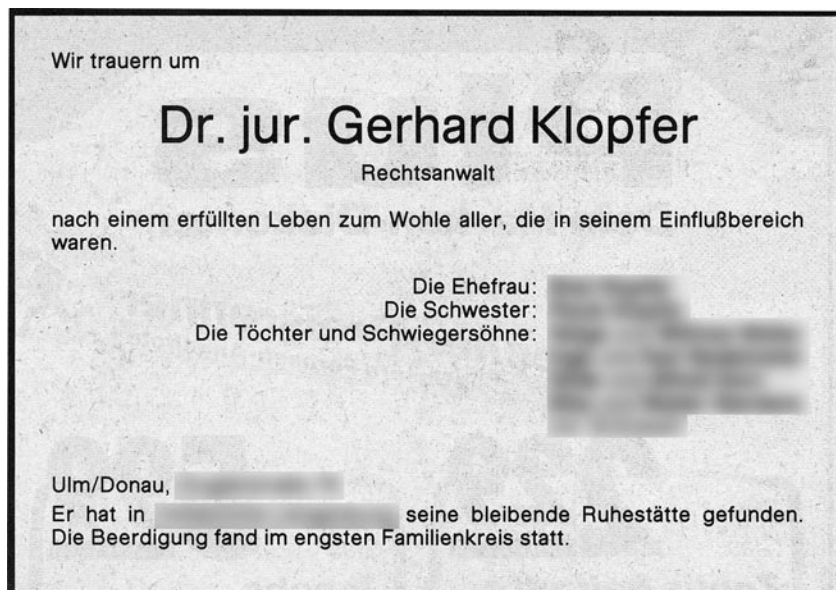 Wir trauern um
Dr. jur. Gerhard Klopfer
Rechtsanwalt
nach einem erfüllten Leben zum Wohle aller, die in seinem Einflußbereich
waren.
Die Ehefrau:
Die Schwester:
Die Töchter und Schwiegersöhne:
Ulm/Donau,
Er hat in seine bleibende Ruhestätte gefunden.
Die Beerdigung fand im engsten Familienkreis statt.